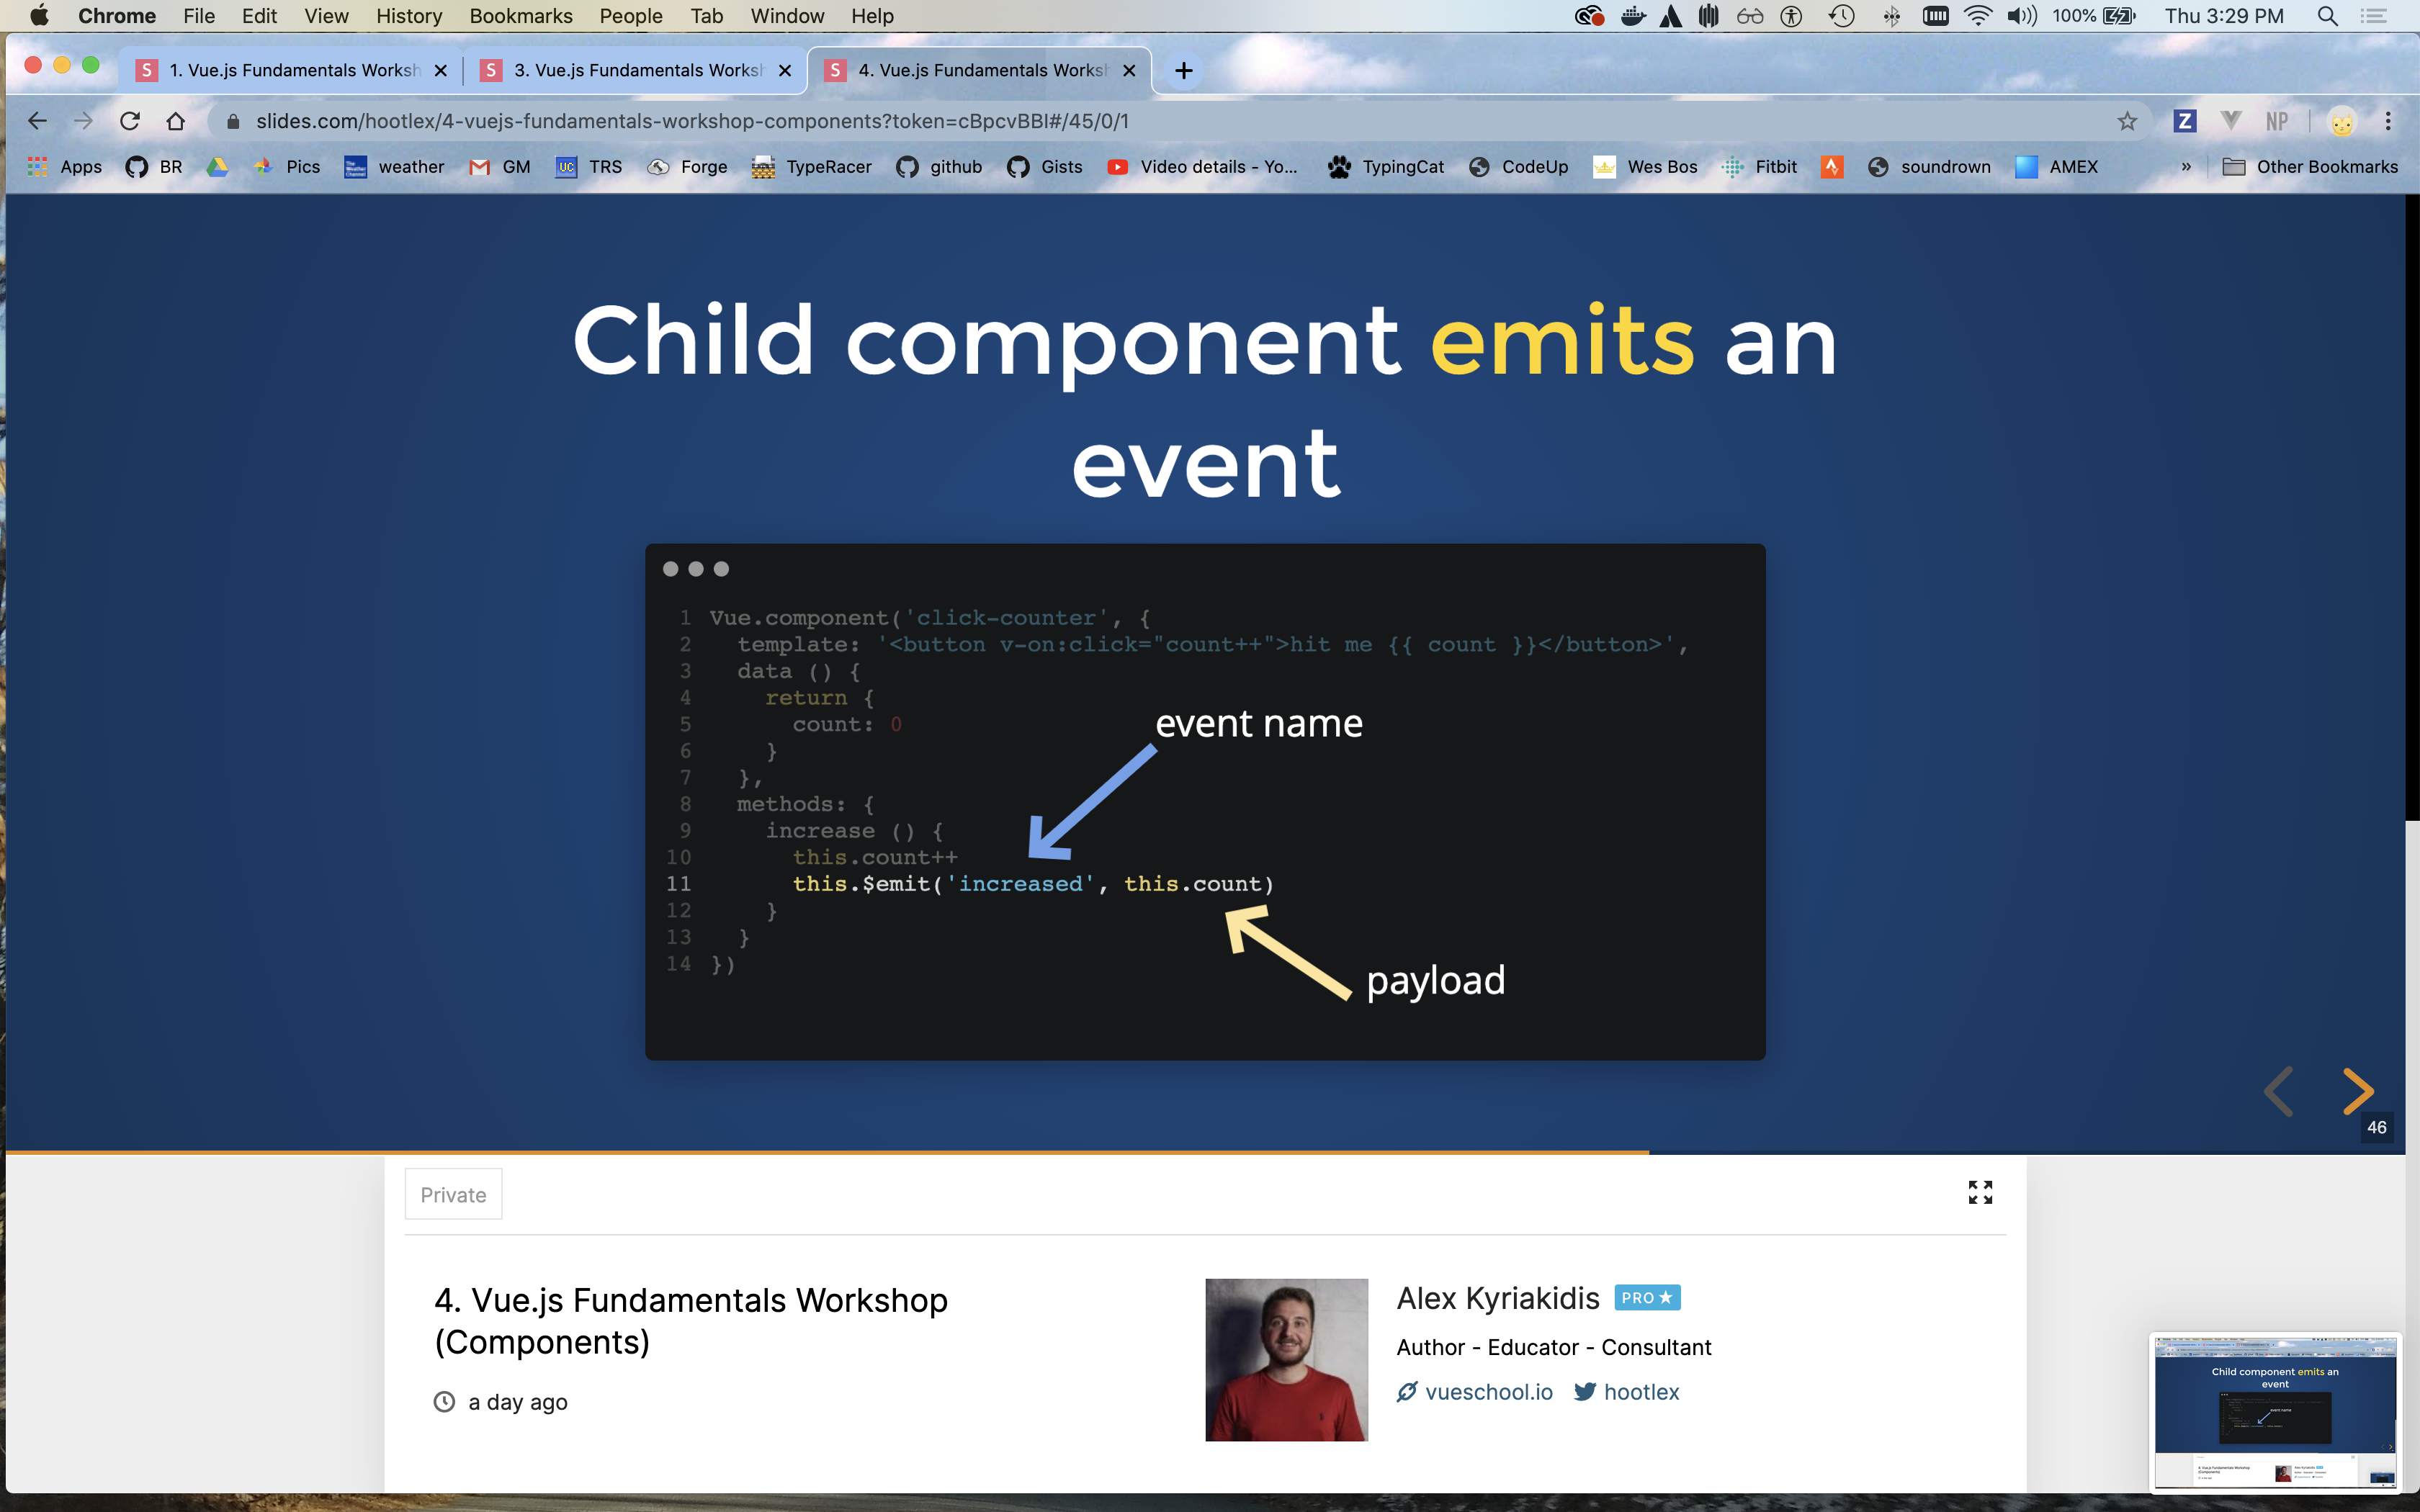 Chrome File Edit View History Bookmarks People Tab Window Help 100% Thu 3:29 PM
S 1. Vue.js Fundamentals Worksh S 3. Vue.js Fundamentals Worksh S 4. Vue.js Fundamentals Worksh
slides.com/hootlex/4-vuejs-fundamentals-workshop-components?token=cBpcvBBI#/45/0/1 Z NP
Apps BR Pics weather GM UC TRS Forge TypeRacer github Gists Video details - Yo... TypingCat CodeUp Wes Bos Fitbit soundrown AMEX » Other Bookmarks
Child component emits an
event
1 Vue.component('click-counter', {
2 template: '<button v-on:click="count++">hit me {{ count }}</button>',
3 data () {
4 return {
5 count: 0
event name
6 }
7 },
8 methods: {
9 increase () {
10 this.count++
11 this.$emit('increased', this.count)
12 }
13 }
14 })
payload
46
Private
4. Vue.js Fundamentals Workshop
(Components)
a day ago
Alex Kyriakidis PRO ★
Author - Educator - Consultant
vueschool.io hootlex
Child component emits an
event
event name